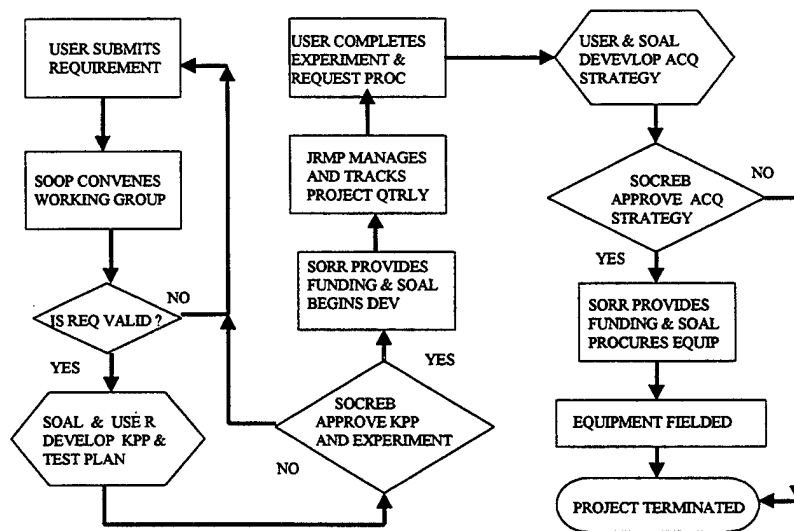 USER SUBMITS
REQUIREMENT
SOOP CONVENES
WORKING GROUP
IS REQ VALID ?
NO
YES
SOAL & USE R
DEVELOP KPP &
TEST PLAN
SOCREB
APPROVE KPP
AND EXPERIMENT
NO
YES
SORR PROVIDES
FUNDING & SOAL
BEGINS DEV
JRMP MANAGES
AND TRACKS
PROJECT QTRLY
USER COMPLETES
EXPERIMENT &
REQUEST PROC
USER & SOAL
DEVEVLOP ACQ
STRATEGY
SOCREB
APPROVE ACQ
STRATEGY
NO
YES
SORR PROVIDES
FUNDING & SOAL
PROCURES EQUIP
EQUIPMENT FIELDED
PROJECT TERMINATED